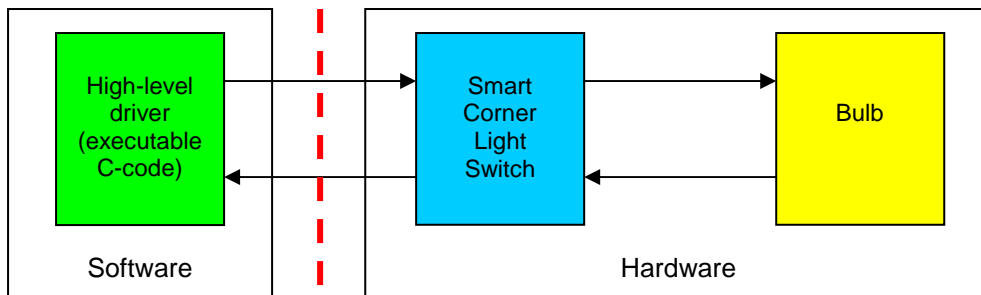 High-level
driver
(executable
C-code)
Smart
Corner
Light
Switch
Bulb
Software
Hardware